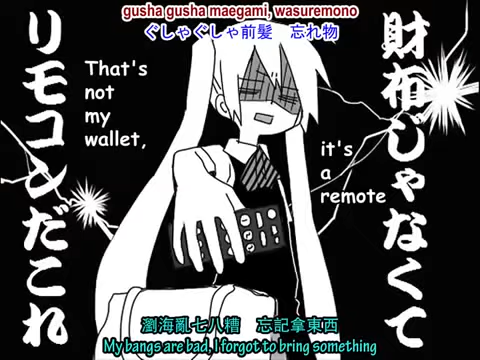 gusha gusha maegami, wasuremono
ぐしゃぐしゃ前髪　忘れ物
財布じゃなくて
リモコンだこれ
That's
not
my
wallet,
it's
a
remote
瀏海亂七八糟　忘記拿東西
My bangs are bad, I forgot to bring something